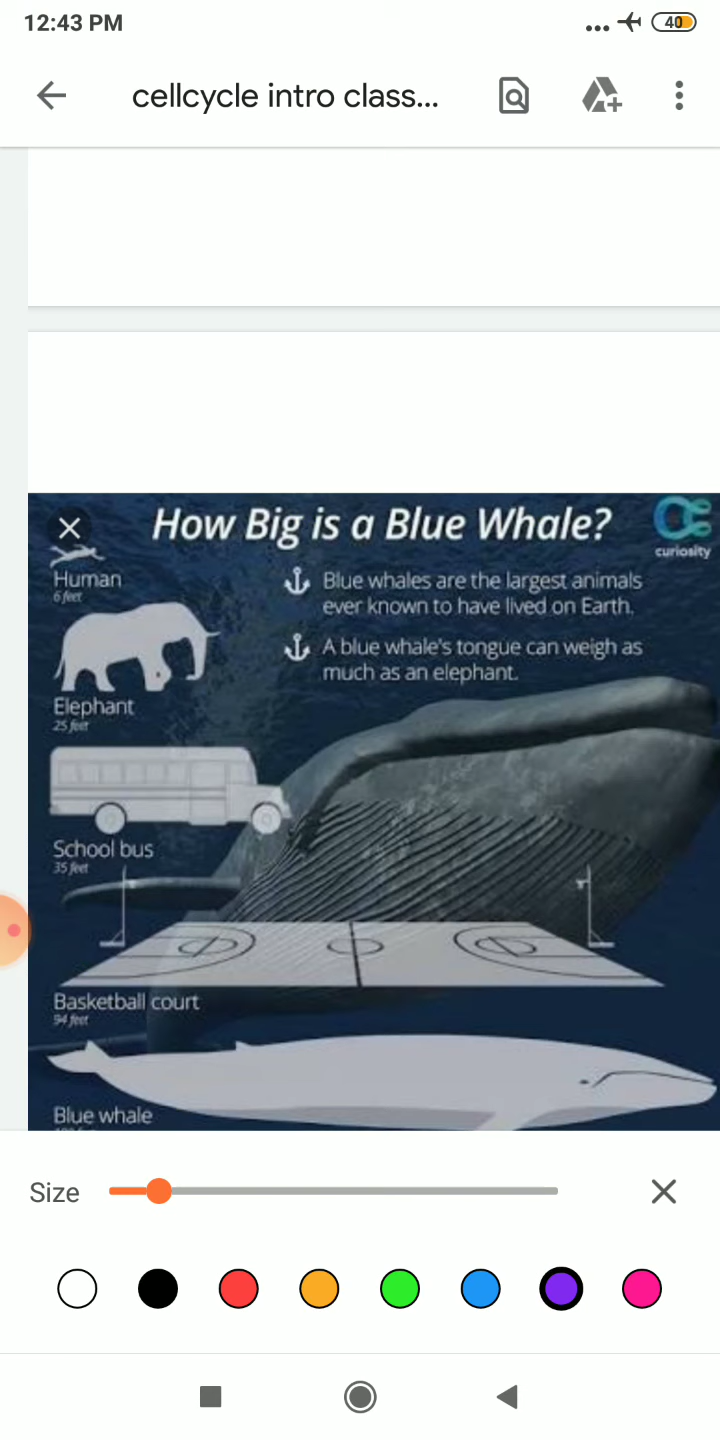 12:43 PM
40
cellcycle intro class...
How Big is a Blue Whale?
curiosity
Human
6 feet
Blue whales are the largest animals
ever known to have lived on Earth.
A blue whale's tongue can weigh as
much as an elephant.
Elephant
25 feet
School bus
35 feet
Basketball court
94 feet
Blue whale
Size